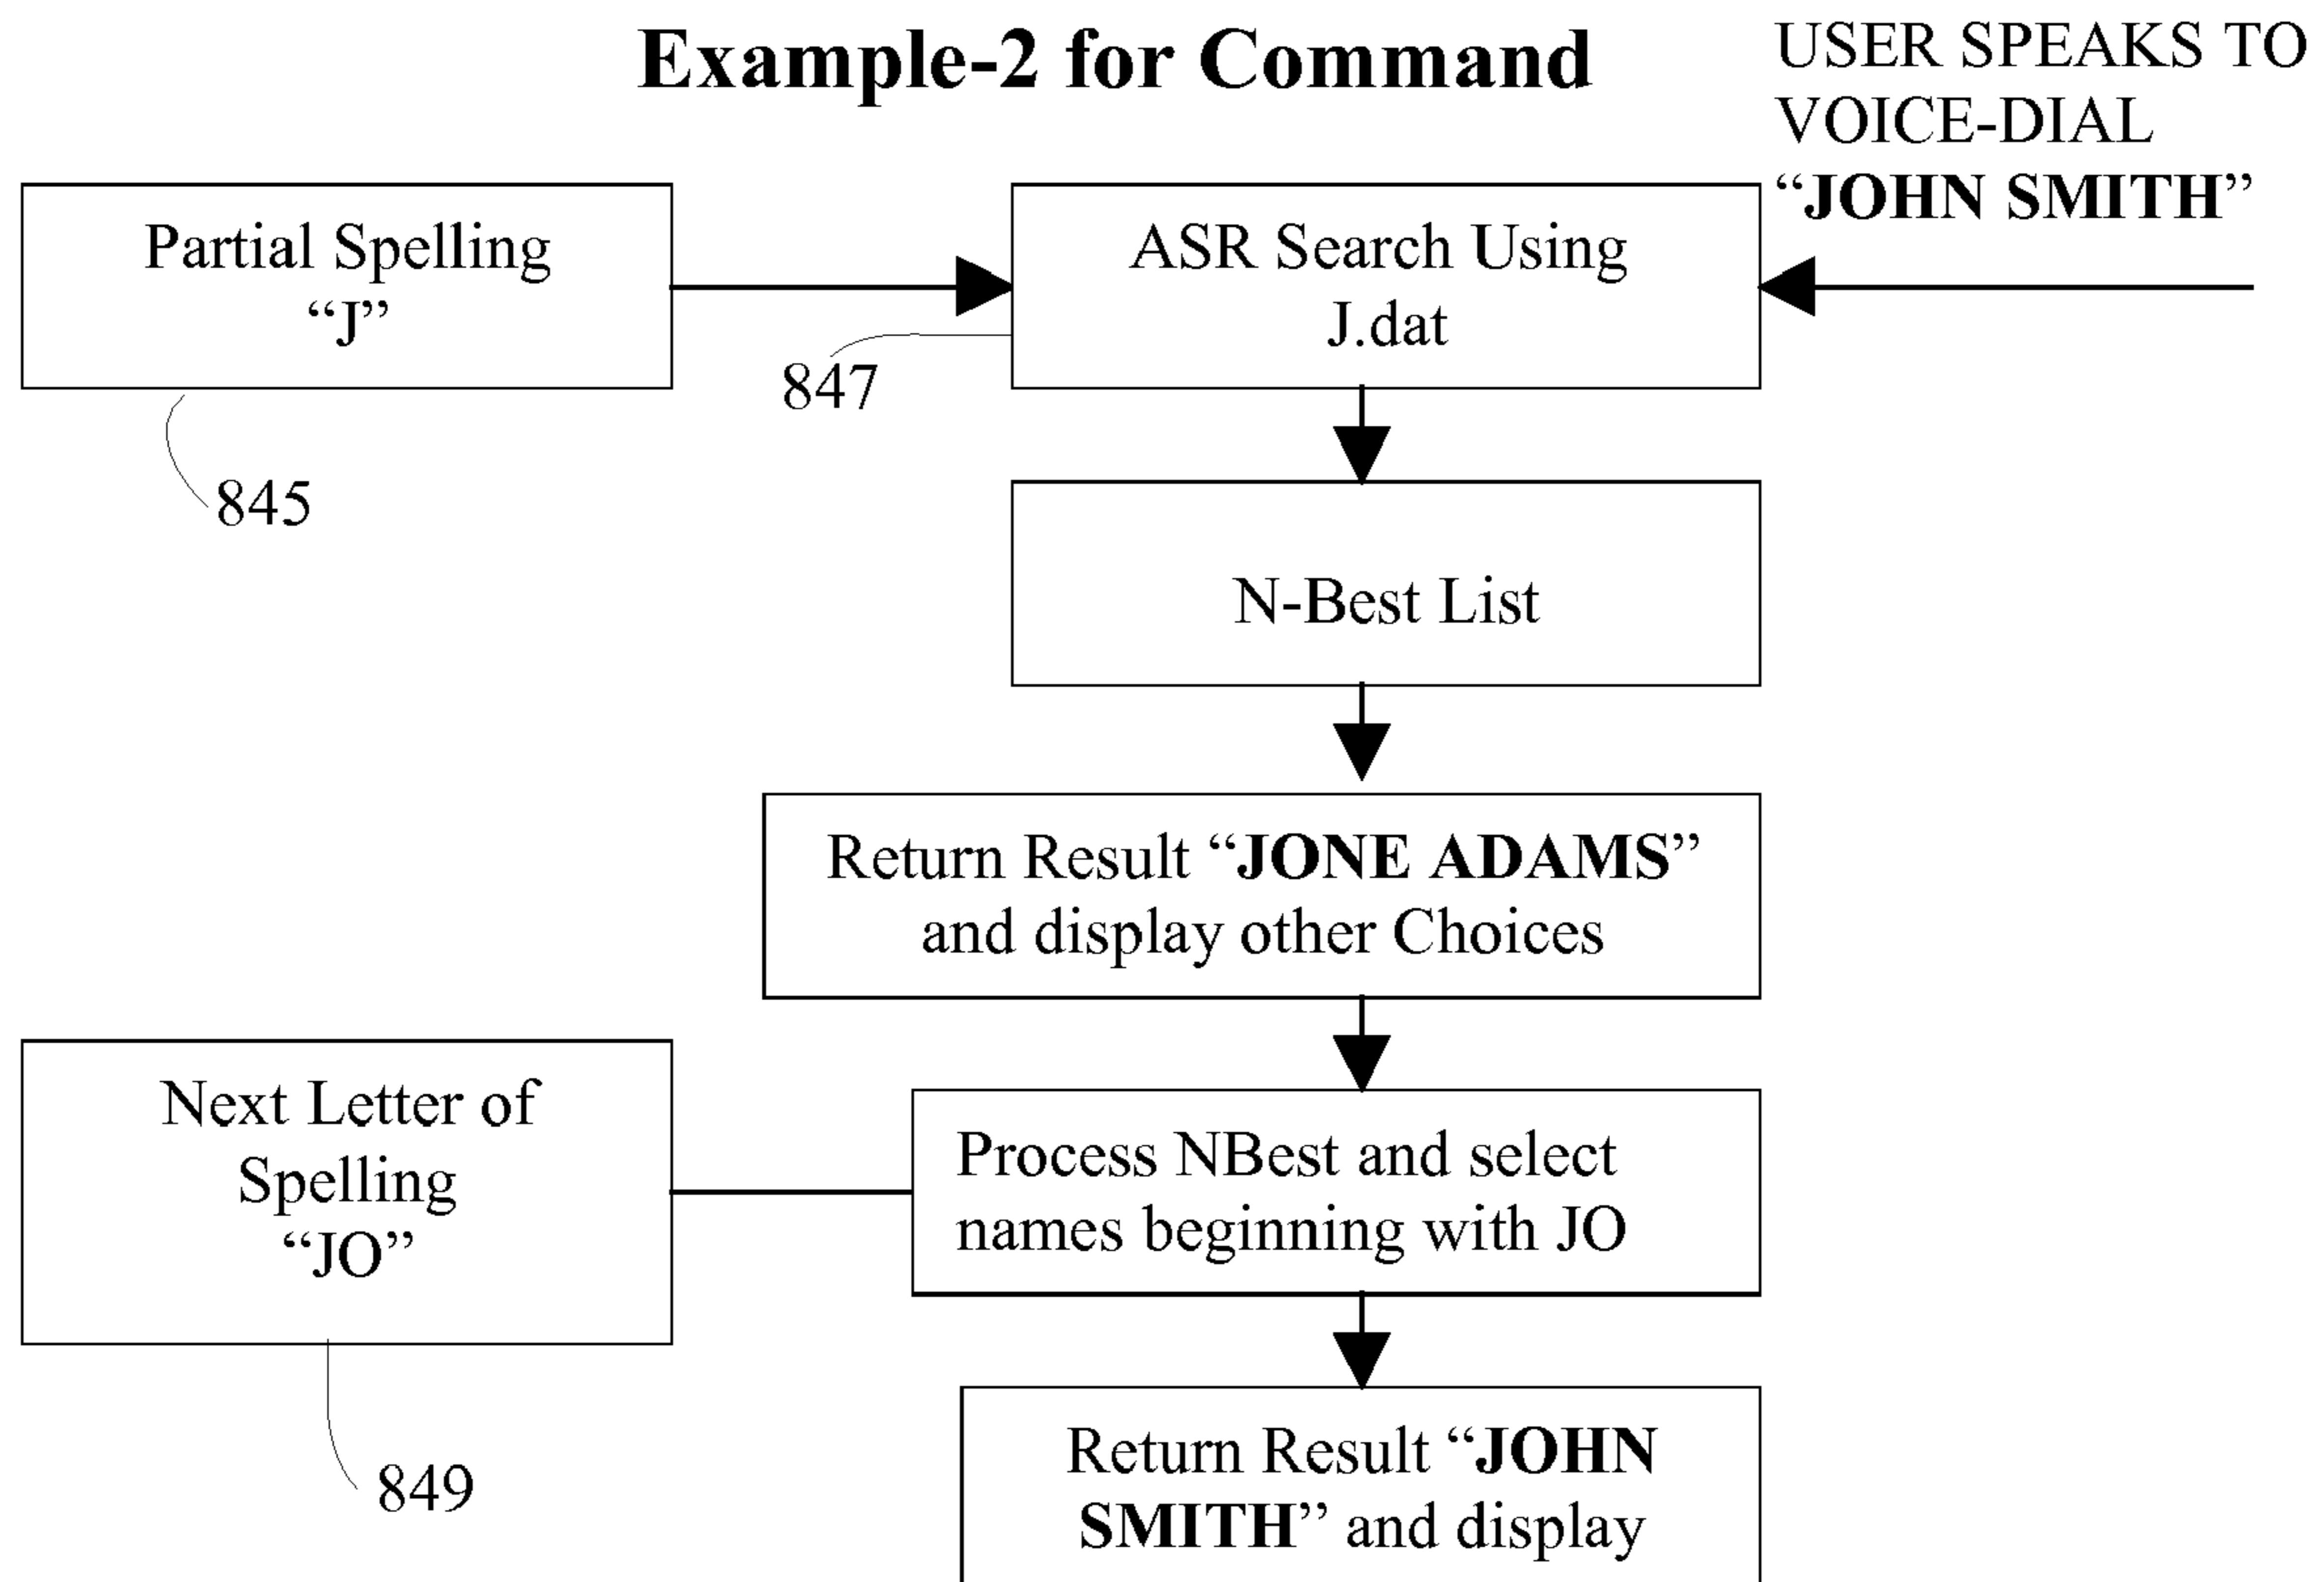 Example-2 for Command
USER SPEAKS TO
VOICE-DIAL
“JOHN SMITH”
Partial Spelling
“J”
ASR Search Using
J.dat
847
845
N-Best List
Return Result “JONE ADAMS”
and display other Choices
Next Letter of
Spelling
“JO”
Process NBest and select
names beginning with JO
849
Return Result “JOHN
SMITH” and display